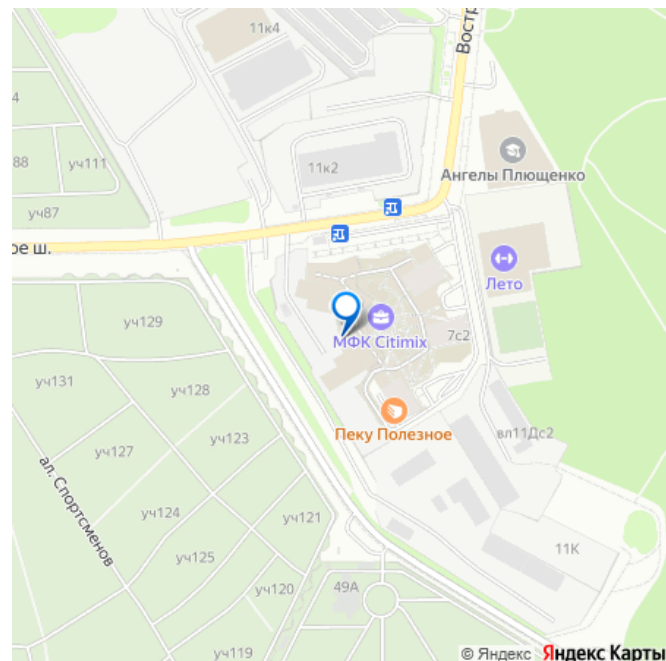 11к4
Востр
4
88
уч111
11к2
Ангелы Плющенко
уч87
ое ш.
Лето
уч129
МФК Citimix
7с2
уч131
уч128
Пеку Полезное
вл11Дс2
уч127
уч123
ал. Спортсменов
уч124
уч121
уч125
11К
уч120
49А
уч119
© Яндекс Яндекс Карты